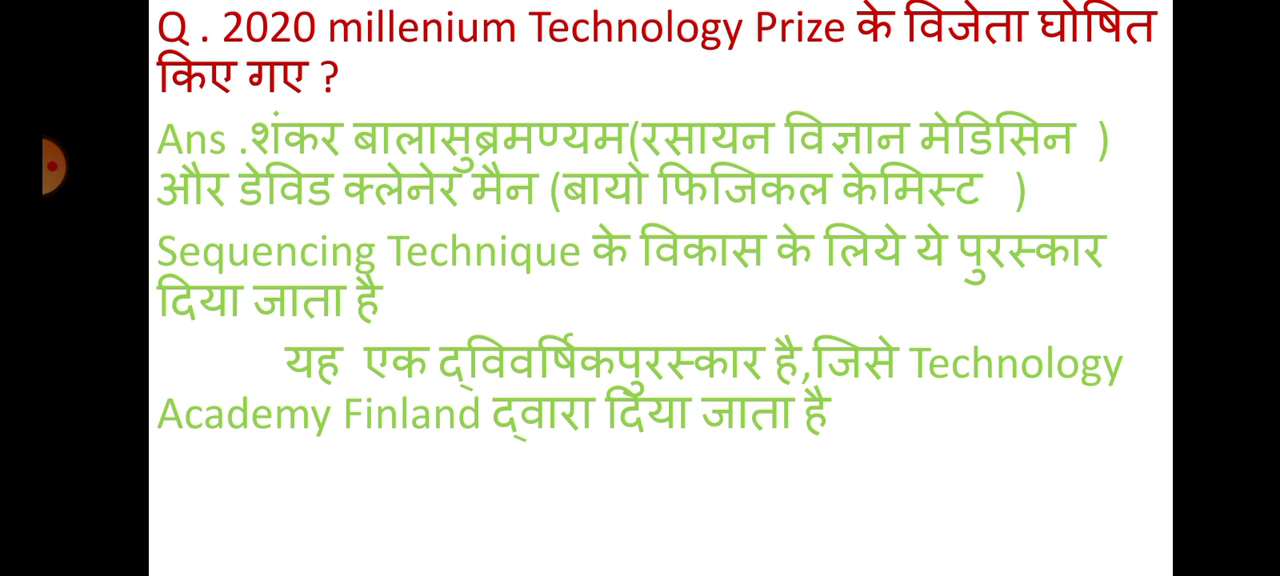 Q . 2020 millenium Technology Prize के विजेता घोषित
किए गए ?
Ans .शंकर बालासुब्रमण्यम(रसायन विज्ञान मेडिसिन )
और डेविड क्लेनेर मैन (बायो फिजिकल केमिस्ट )
Sequencing Technique के विकास के लिये ये पुरस्कार
दिया जाता है
यह एक द्विवर्षिकपुरस्कार है,जिसे Technology
Academy Finland द्वारा दिया जाता है